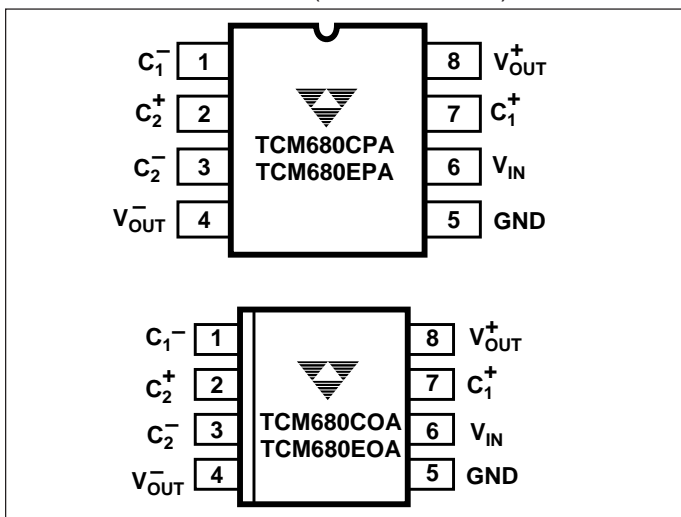 C₁⁻ 1 8 V⁺OUT
C₂⁺ 2 7 C₁⁺
TCM680CPA
C₂⁻ 3 TCM680EPA 6 VIN
V⁻OUT 4 5 GND
C₁⁻ 1 8 V⁺OUT
C₂⁺ 2 7 C₁⁺
C₂⁻ 3 TCM680COA 6 VIN
TCM680EOA
V⁻OUT 4 5 GND